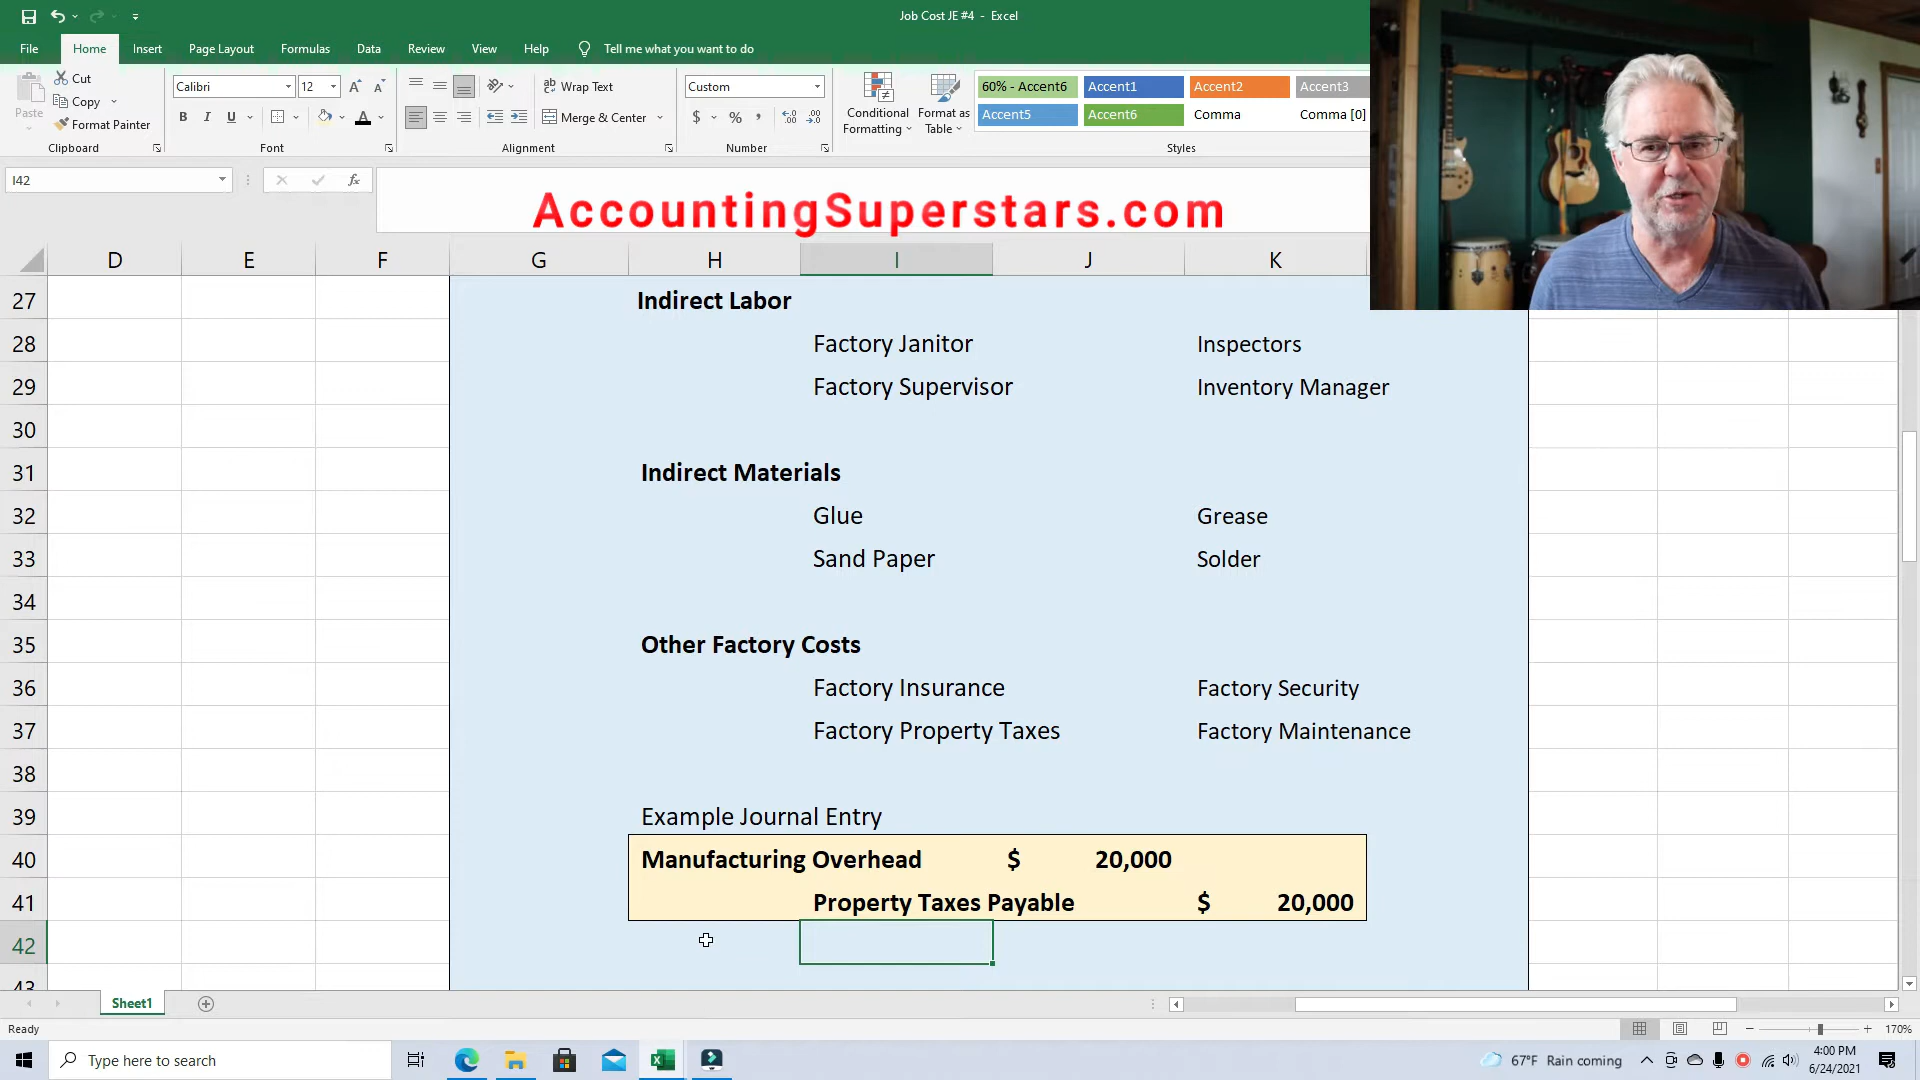 Job Cost JE #4 - Excel
File Home Insert Page Layout Formulas Data Review View Help Tell me what you want to do
Paste
Cut
Copy
Format Painter
Clipboard
Calibri 12
B I U
Font
Wrap Text
Merge & Center
Alignment
Custom
$ % ,
Number
Conditional Formatting
Format as Table
60% - Accent6 Accent1 Accent2 Accent3
Accent5 Accent6 Comma Comma [0]
Styles
I42
fx
AccountingSuperstars.com
D E F G H I J K
27 Indirect Labor
28 Factory Janitor Inspectors
29 Factory Supervisor Inventory Manager
30
31 Indirect Materials
32 Glue Grease
33 Sand Paper Solder
34
35 Other Factory Costs
36 Factory Insurance Factory Security
37 Factory Property Taxes Factory Maintenance
38
39 Example Journal Entry
40 Manufacturing Overhead $ 20,000
41 Property Taxes Payable $ 20,000
42
43
Sheet1
Ready
170%
Type here to search
67°F Rain coming
4:00 PM
6/24/2021